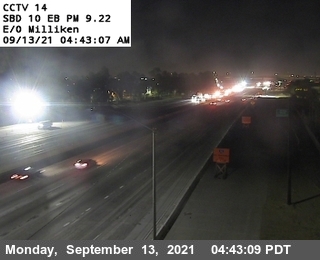 CCTV 14
SBD 10 EB PM 9.22
E/O Milliken
09/13/21 04:43:07 AM
Monday, September 13, 2021 04:43:09 PDT